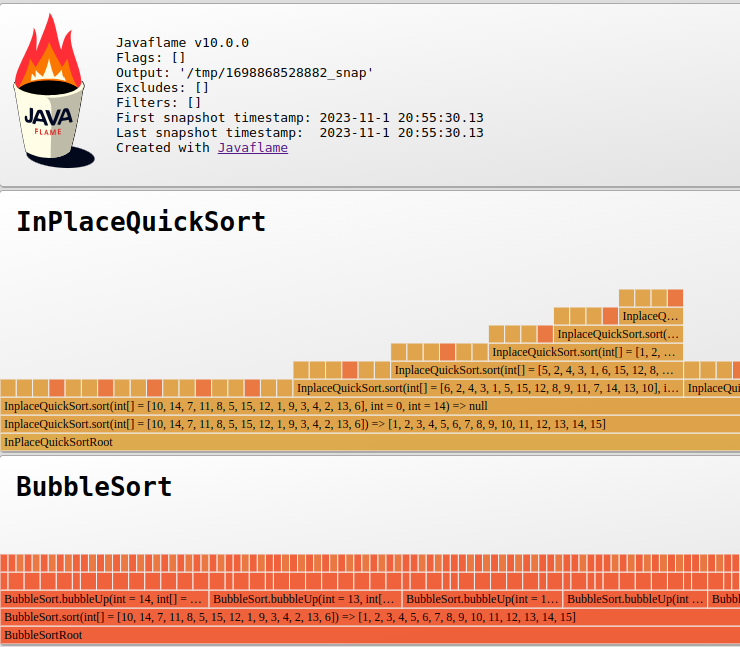 Javaflame v10.0.0
Flags: []
Output: '/tmp/1698868528882_snap'
Excludes: []
Filters: []
First snapshot timestamp: 2023-11-1 20:55:30.13
Last snapshot timestamp:  2023-11-1 20:55:30.13
Created with Javaflame
JAVA
FLAME
InPlaceQuickSort
InplaceQ…
InplaceQuickSort.sort(…
InplaceQuickSort.sort(int[] = [1, 2, …
InplaceQuickSort.sort(int[] = [5, 2, 4, 3, 1, 6, 15, 12, 8, …
InplaceQuickSort.sort(int[] = [6, 2, 4, 3, 1, 5, 15, 12, 8, 9, 11, 7, 14, 13, 10], i… InplaceQui
InplaceQuickSort.sort(int[] = [10, 14, 7, 11, 8, 5, 15, 12, 1, 9, 3, 4, 2, 13, 6], int = 0, int = 14) => null
InplaceQuickSort.sort(int[] = [10, 14, 7, 11, 8, 5, 15, 12, 1, 9, 3, 4, 2, 13, 6]) => [1, 2, 3, 4, 5, 6, 7, 8, 9, 10, 11, 12, 13, 14, 15]
InPlaceQuickSortRoot
BubbleSort
BubbleSort.bubbleUp(int = 14, int[] = … BubbleSort.bubbleUp(int = 13, int[… BubbleSort.bubbleUp(int = 1… BubbleSort.bubbleUp(int … Bubbl
BubbleSort.sort(int[] = [10, 14, 7, 11, 8, 5, 15, 12, 1, 9, 3, 4, 2, 13, 6]) => [1, 2, 3, 4, 5, 6, 7, 8, 9, 10, 11, 12, 13, 14, 15]
BubbleSortRoot